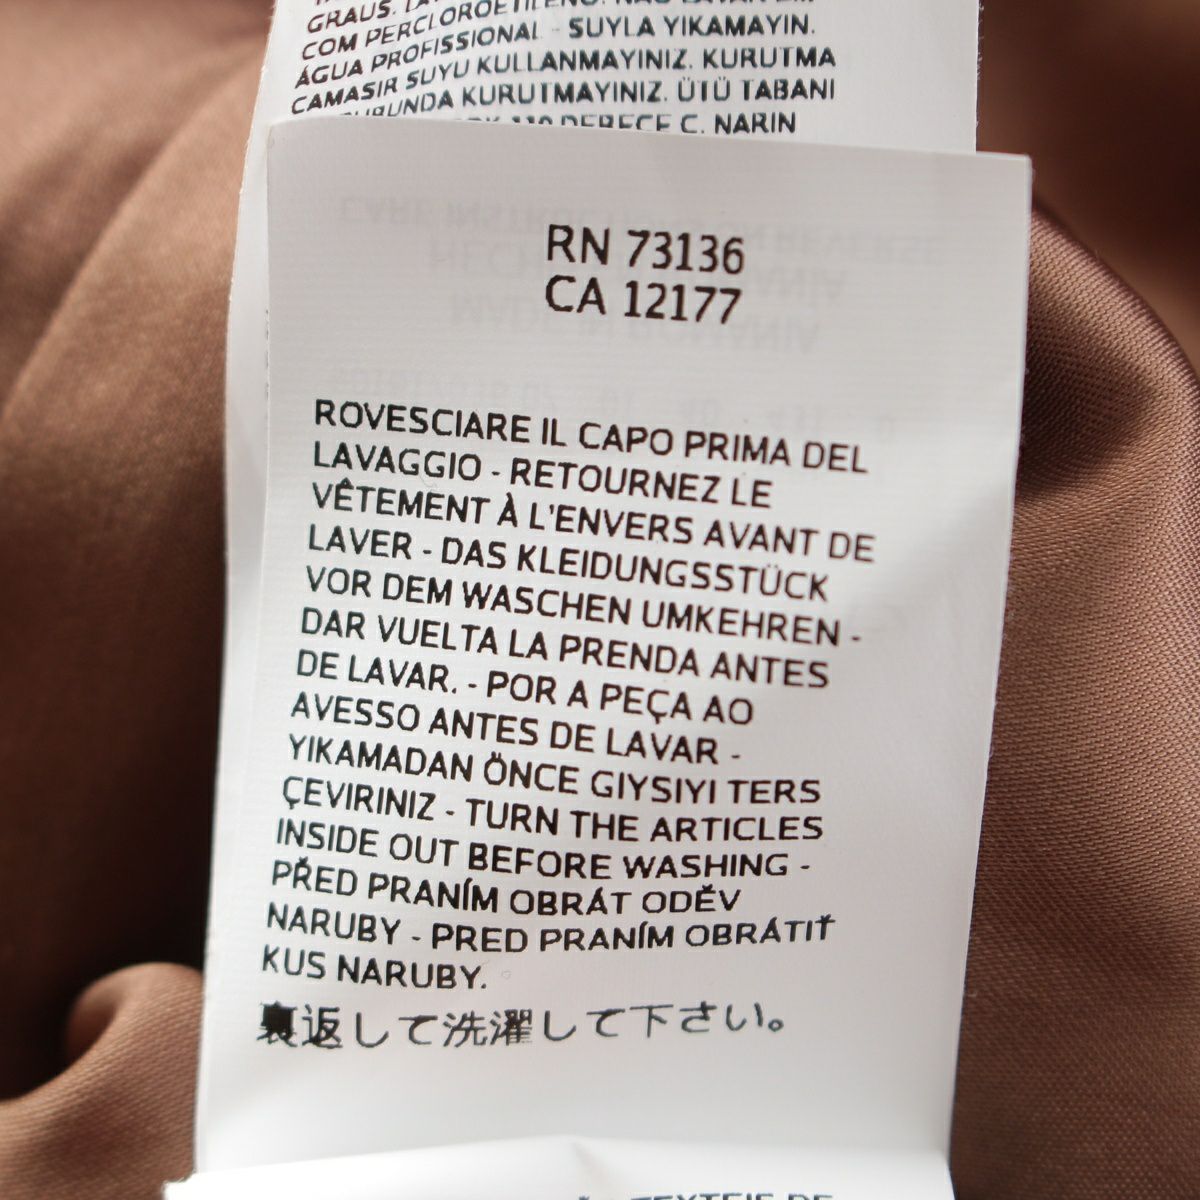 GRAUS.
COM PERCLOROETILENO. NÃO LAVAR EM
ÁGUA PROFISSIONAL - SUYLA YIKAMAYIN.
CAMASIR SUYU KULLANMAYINIZ. KURUTMA
KURUTMAYINIZ. ÜTÜ TABANI
110 DERECE C. NARIN
RN 73136
CA 12177
ROVESCIARE IL CAPO PRIMA DEL
LAVAGGIO - RETOURNEZ LE
VÊTEMENT À L'ENVERS AVANT DE
LAVER - DAS KLEIDUNGSSTÜCK
VOR DEM WASCHEN UMKEHREN -
DAR VUELTA LA PRENDA ANTES
DE LAVAR. - POR A PEÇA AO
AVESSO ANTES DE LAVAR -
YIKAMADAN ÖNCE GIYSIYI TERS
ÇEVIRINIZ - TURN THE ARTICLES
INSIDE OUT BEFORE WASHING -
PŘED PRANÍM OBRÁT ODĚV
NARUBY - PRED PRANÍM OBRÁTIŤ
KUS NARUBY.
裏返して洗濯して下さい。